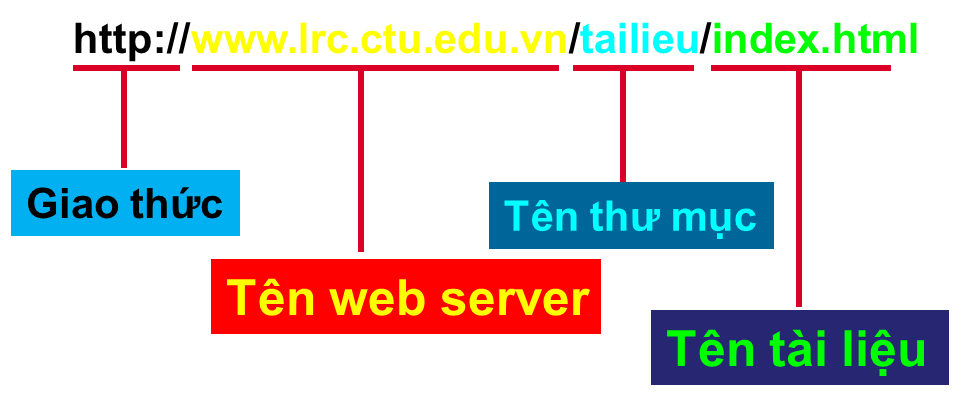 http://www.lrc.ctu.edu.vn/tailieu/index.html
Giao thức
Tên thư mục
Tên web server
Tên tài liệu